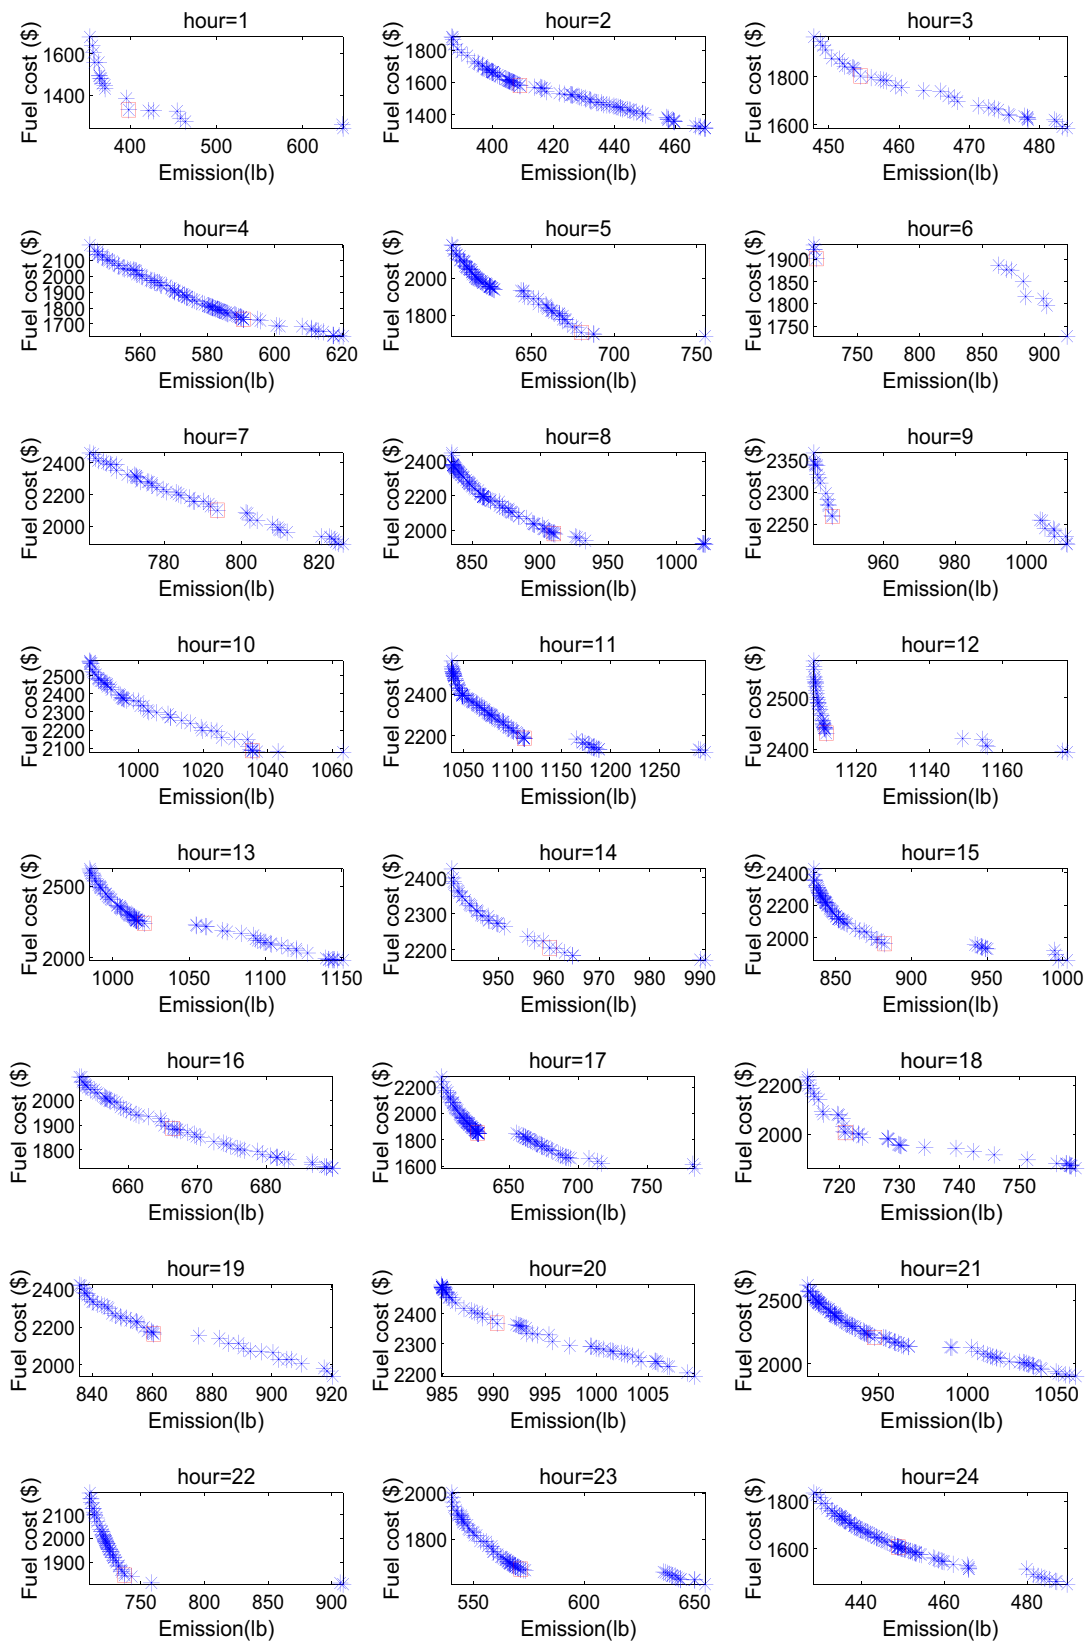 hour=1 hour=2 hour=3
Fuel cost ($) 1600 1400 Fuel cost ($) 1800 1600 1400 Fuel cost ($) 1800 1600
400 500 600 400 420 440 460 450 460 470 480
Emission(lb) Emission(lb) Emission(lb)
hour=4 hour=5 hour=6
Fuel cost ($) 2100 2000 1900 1800 1700 Fuel cost ($) 2000 1800 Fuel cost ($) 1900 1850 1800 1750
560 580 600 620 650 700 750 750 800 850 900
Emission(lb) Emission(lb) Emission(lb)
hour=7 hour=8 hour=9
Fuel cost ($) 2400 2200 2000 Fuel cost ($) 2400 2200 2000 Fuel cost ($) 2350 2300 2250
760 780 800 820 850 900 950 1000 960 980 1000
Emission(lb) Emission(lb) Emission(lb)
hour=10 hour=11 hour=12
Fuel cost ($) 2500 2400 2300 2200 2100 Fuel cost ($) 2400 2200 Fuel cost ($) 2500 2400
1000 1020 1040 1060 1050 1100 1150 1200 1250 1120 1140 1160
Emission(lb) Emission(lb) Emission(lb)
hour=13 hour=14 hour=15
Fuel cost ($) 2500 2000 Fuel cost ($) 2400 2300 2200 Fuel cost ($) 2400 2200 2000
1000 1050 1100 1150 950 960 970 980 990 850 900 950 1000
Emission(lb) Emission(lb) Emission(lb)
hour=16 hour=17 hour=18
Fuel cost ($) 2000 1900 1800 Fuel cost ($) 2200 2000 1800 1600 Fuel cost ($) 2200 2000
660 670 680 650 700 750 720 730 740 750
Emission(lb) Emission(lb) Emission(lb)
hour=19 hour=20 hour=21
Fuel cost ($) 2400 2200 2000 Fuel cost ($) 2500 2400 2300 2200 Fuel cost ($) 2500 2000
840 860 880 900 920 985 990 995 1000 1005 950 1000 1050
Emission(lb) Emission(lb) Emission(lb)
hour=22 hour=23 hour=24
Fuel cost ($) 2100 2000 1900 Fuel cost ($) 2000 1800 Fuel cost ($) 1800 1600
750 800 850 900 550 600 650 440 460 480
Emission(lb) Emission(lb) Emission(lb)